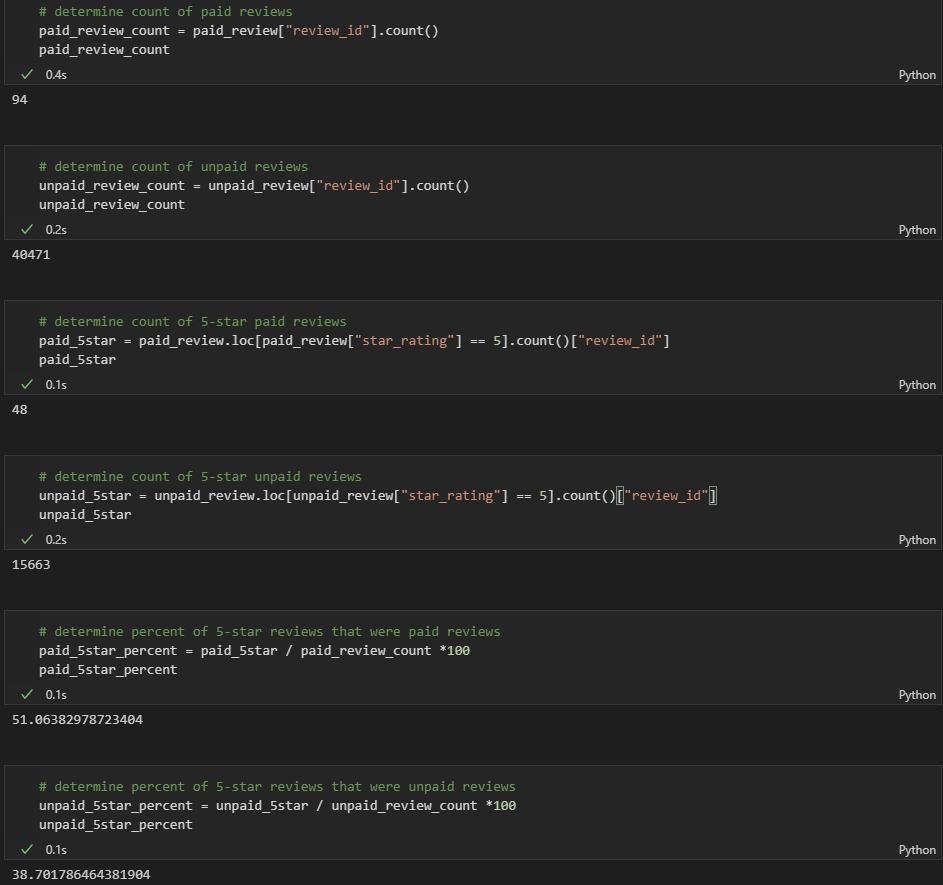 # determine count of paid reviews
paid_review_count = paid_review["review_id"].count()
paid_review_count
0.4s Python
94
# determine count of unpaid reviews
unpaid_review_count = unpaid_review["review_id"].count()
unpaid_review_count
0.2s Python
40471
# determine count of 5-star paid reviews
paid_5star = paid_review.loc[paid_review["star_rating"] == 5].count()["review_id"]
paid_5star
0.1s Python
48
# determine count of 5-star unpaid reviews
unpaid_5star = unpaid_review.loc[unpaid_review["star_rating"] == 5].count()["review_id"]
unpaid_5star
0.2s Python
15663
# determine percent of 5-star reviews that were paid reviews
paid_5star_percent = paid_5star / paid_review_count *100
paid_5star_percent
0.1s Python
51.06382978723404
# determine percent of 5-star reviews that were unpaid reviews
unpaid_5star_percent = unpaid_5star / unpaid_review_count *100
unpaid_5star_percent
0.1s Python
38.701786464381904